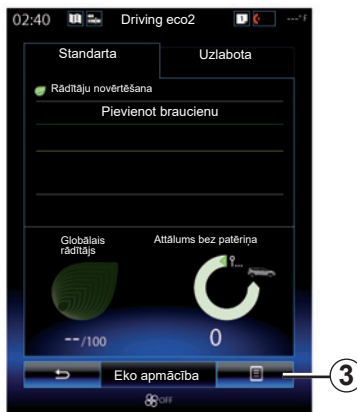 02:40 Driving eco2 1 ---°F
Standarta Uzlabota
Rādītāju novērtēšana
Pievienot braucienu
Globālais rādītājs
Attālums bez patēriņa
--/100 0
Eko apmācība
3
OFF